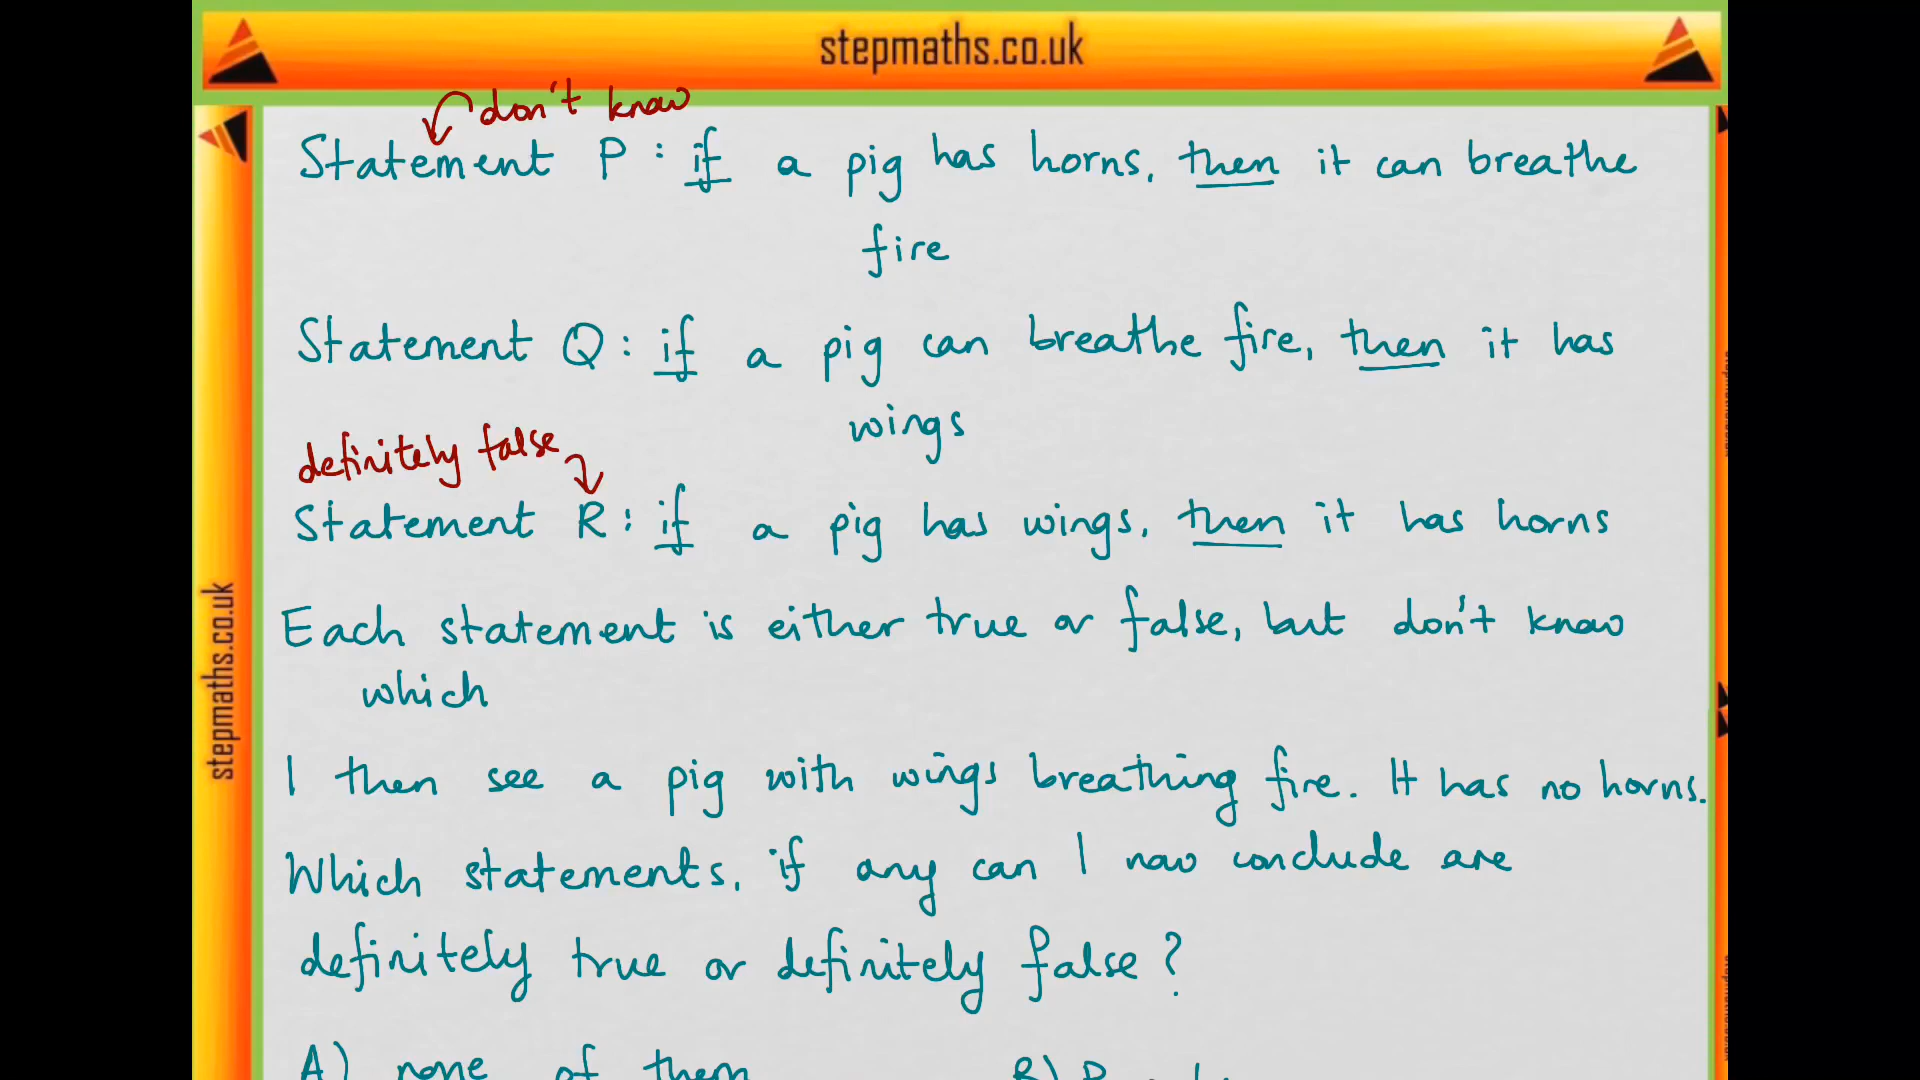 stepmaths.co.uk
don't know
Statement P : if a pig has horns, then it can breathe
fire
Statement Q : if a pig can breathe fire, then it has
wings
definitely false
Statement R : if a pig has wings, then it has horns
Each statement is either true or false, but don't know
which
stepmaths.co.uk
I then see a pig with wings breathing fire. It has no horns.
Which statements, if any can I now conclude are
definitely true or definitely false?
A) none of them
B)